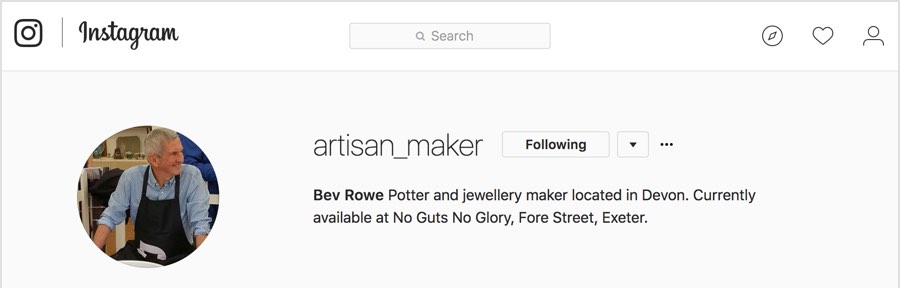 Instagram
Search
artisan_maker Following
Bev Rowe Potter and jewellery maker located in Devon. Currently
available at No Guts No Glory, Fore Street, Exeter.